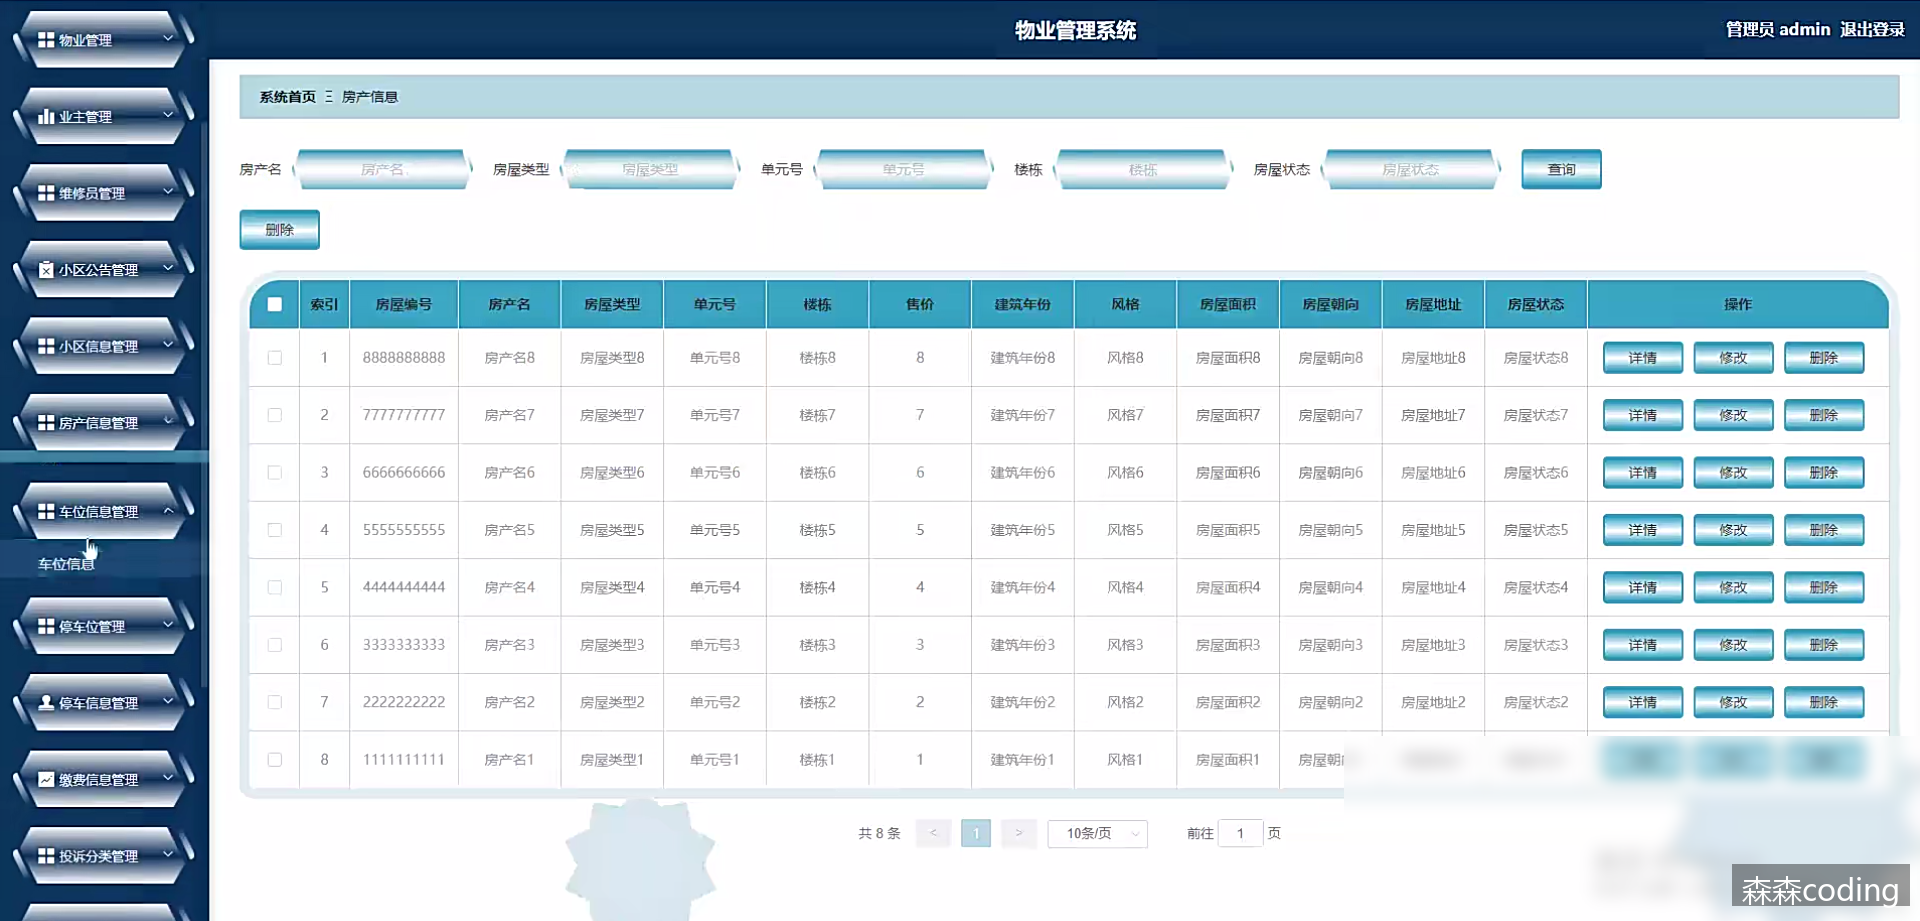 物业管理系统
管理员 admin 退出登录
物业管理
业主管理
维修员管理
小区公告管理
小区信息管理
房产信息管理
车位信息管理
车位信息
停车位管理
停车信息管理
缴费信息管理
投诉分类管理
系统首页 Ξ 房产信息
房产名 房产名 房屋类型 房屋类型 单元号 单元号 楼栋 楼栋 房屋状态 房屋状态 查询
删除
索引 房屋编号 房产名 房屋类型 单元号 楼栋 售价 建筑年份 风格 房屋面积 房屋朝向 房屋地址 房屋状态 操作
1 8888888888 房产名8 房屋类型8 单元号8 楼栋8 8 建筑年份8 风格8 房屋面积8 房屋朝向8 房屋地址8 房屋状态8 详情 修改 删除
2 7777777777 房产名7 房屋类型7 单元号7 楼栋7 7 建筑年份7 风格7 房屋面积7 房屋朝向7 房屋地址7 房屋状态7 详情 修改 删除
3 6666666666 房产名6 房屋类型6 单元号6 楼栋6 6 建筑年份6 风格6 房屋面积6 房屋朝向6 房屋地址6 房屋状态6 详情 修改 删除
4 5555555555 房产名5 房屋类型5 单元号5 楼栋5 5 建筑年份5 风格5 房屋面积5 房屋朝向5 房屋地址5 房屋状态5 详情 修改 删除
5 4444444444 房产名4 房屋类型4 单元号4 楼栋4 4 建筑年份4 风格4 房屋面积4 房屋朝向4 房屋地址4 房屋状态4 详情 修改 删除
6 3333333333 房产名3 房屋类型3 单元号3 楼栋3 3 建筑年份3 风格3 房屋面积3 房屋朝向3 房屋地址3 房屋状态3 详情 修改 删除
7 2222222222 房产名2 房屋类型2 单元号2 楼栋2 2 建筑年份2 风格2 房屋面积2 房屋朝向2 房屋地址2 房屋状态2 详情 修改 删除
8 1111111111 房产名1 房屋类型1 单元号1 楼栋1 1 建筑年份1 风格1 房屋面积1 房屋朝
共 8 条 < 1 > 10条/页 前往 1 页
森森coding